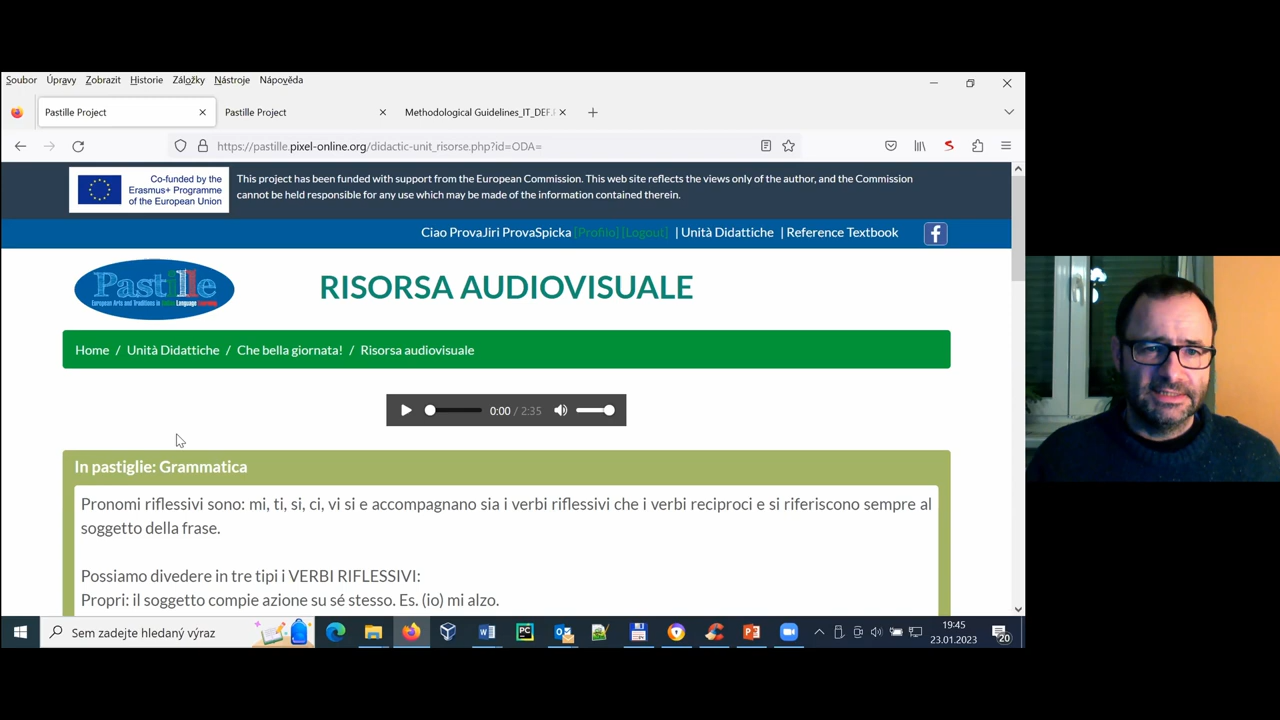 Soubor Úpravy Zobrazit Historie Záložky Nástroje Nápověda
Pastille Project Pastille Project Methodological Guidelines_IT_DEF.
https://pastille.pixel-online.org/didactic-unit_risorse.php?id=ODA=
Co-funded by the
Erasmus+ Programme
of the European Union
This project has been funded with support from the European Commission. This web site reflects the views only of the author, and the Commission
cannot be held responsible for any use which may be made of the information contained therein.
Ciao ProvaJiri ProvaSpicka [Profilo] [Logout] | Unità Didattiche | Reference Textbook
Pastille
European Arts and Traditions in Online Language Learning
RISORSA AUDIOVISUALE
Home / Unità Didattiche / Che bella giornata! / Risorsa audiovisuale
0:00 / 2:35
In pastiglie: Grammatica
Pronomi riflessivi sono: mi, ti, si, ci, vi si e accompagnano sia i verbi riflessivi che i verbi reciproci e si riferiscono sempre al
soggetto della frase.
Possiamo divedere in tre tipi i VERBI RIFLESSIVI:
Propri: il soggetto compie azione su sé stesso. Es. (io) mi alzo.
Sem zadejte hledaný výraz
19:45
23.01.2023
20